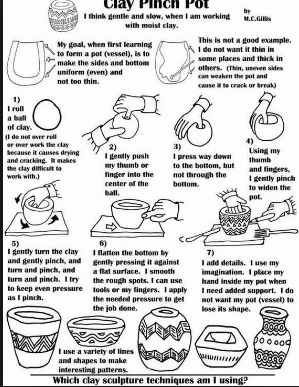 Clay Pinch Pot
I think gentle and slow, when I am working
with moist clay.
by
M.C.Gillis
My goal, when first learning
to form a pot (vessel), is to
make the sides and bottom
uniform (even) and
not too thin.
This is not a good example.
I do not want it thin in
some places and thick in
others. (Thin, uneven sides
can weaken the pot and
cause it to crack or break)
1)
I roll
a ball
of clay.
(I do not over roll
or over work the clay
because it causes drying
and cracking. It makes
the clay difficult to
work with.)
2)
I gently push
my thumb or
finger into the
center of the
ball.
3)
I press way down
to the bottom, but
not through the
bottom.
4)
Using my
thumb
and fingers,
I gently pinch
to widen the
pot.
5)
I gently turn the clay
and gently pinch, and
turn and pinch, and
turn and pinch. I try
to keep even pressure
as I pinch.
6)
I flatten the bottom by
gently pressing it against
a flat surface. I smooth
the rough spots. I can use
tools or my fingers. I apply
the needed pressure to get
the job done.
7)
I add details. I use my
imagination. I place my
hand inside my pot when
I need added support. I do
not want my pot (vessel) to
lose its shape.
I use a variety of lines
and shapes to make
interesting patterns.
Which clay sculpture techniques am I using?